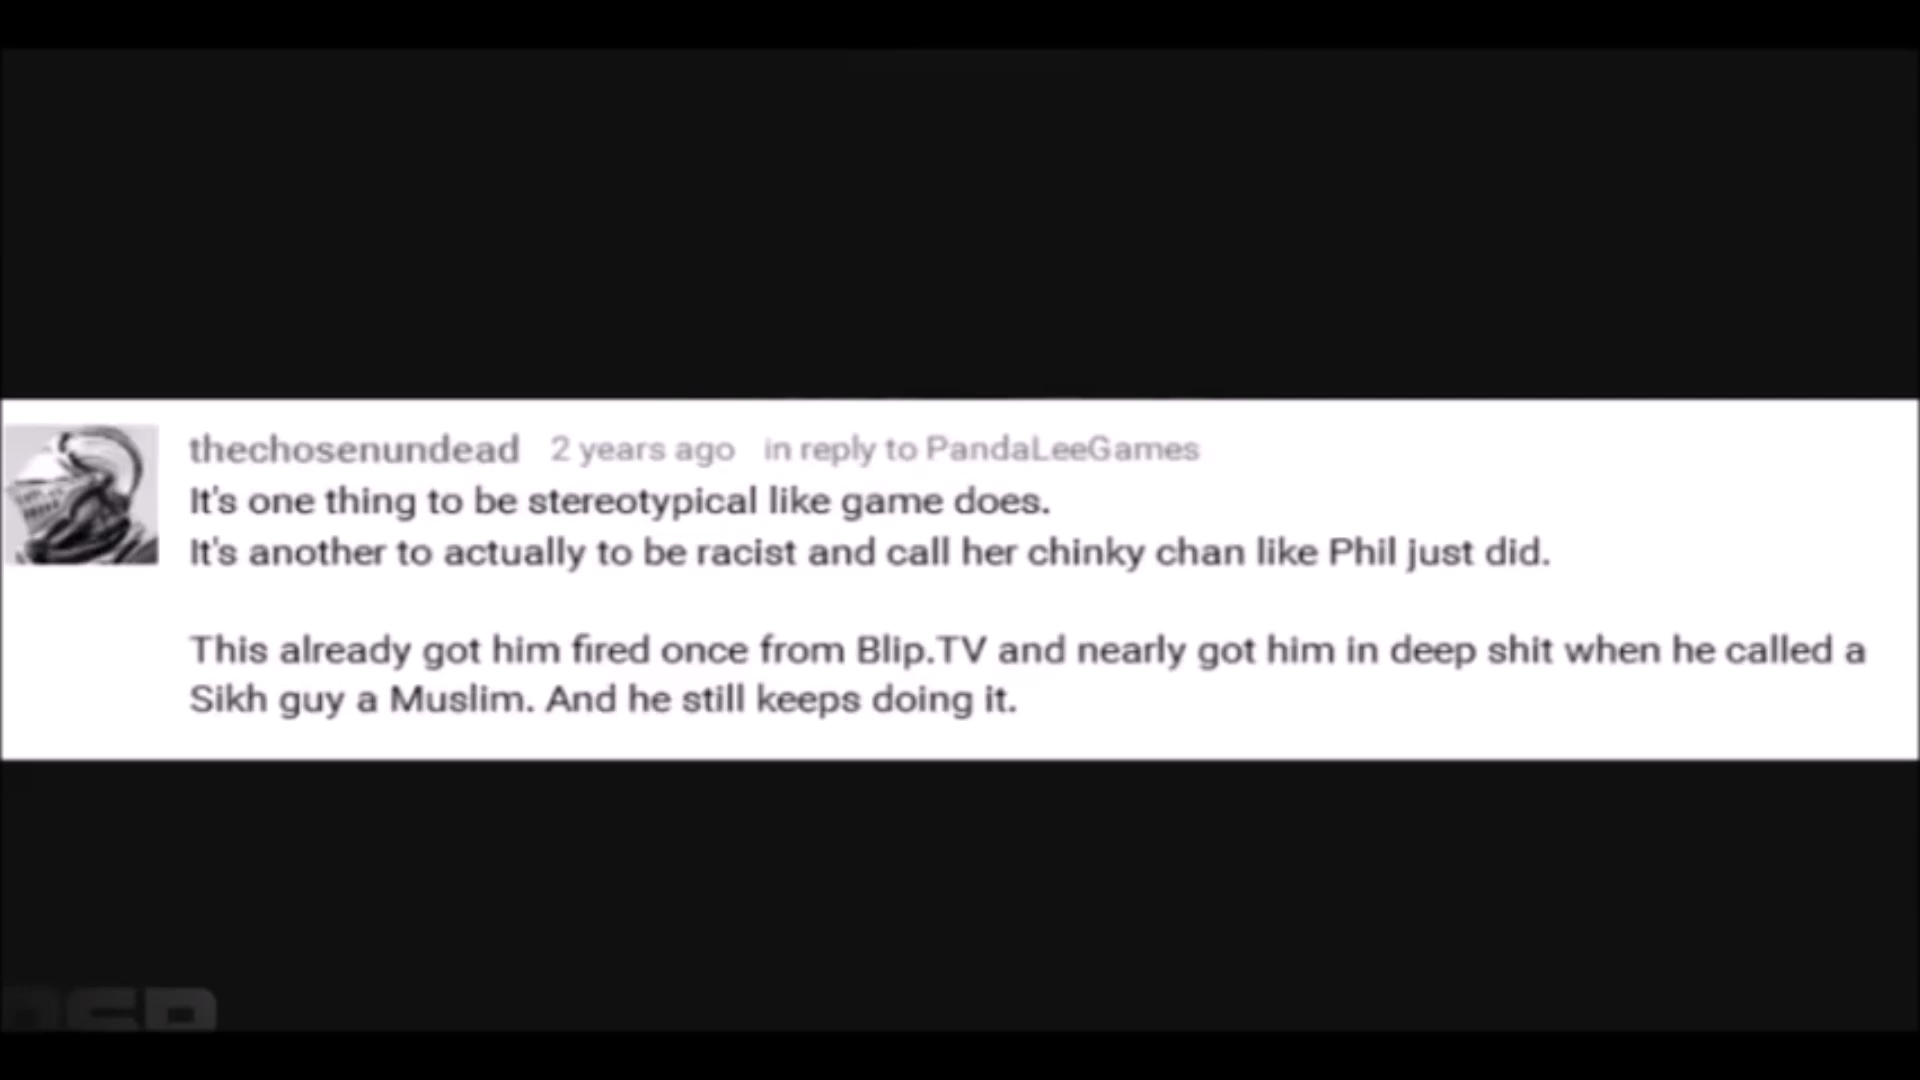 thechosenundead 2 years ago in reply to PandaLeeGames
It's one thing to be stereotypical like game does.
It's another to actually to be racist and call her chinky chan like Phil just did.
This already got him fired once from Blip.TV and nearly got him in deep shit when he called a
Sikh guy a Muslim. And he still keeps doing it.
DSP